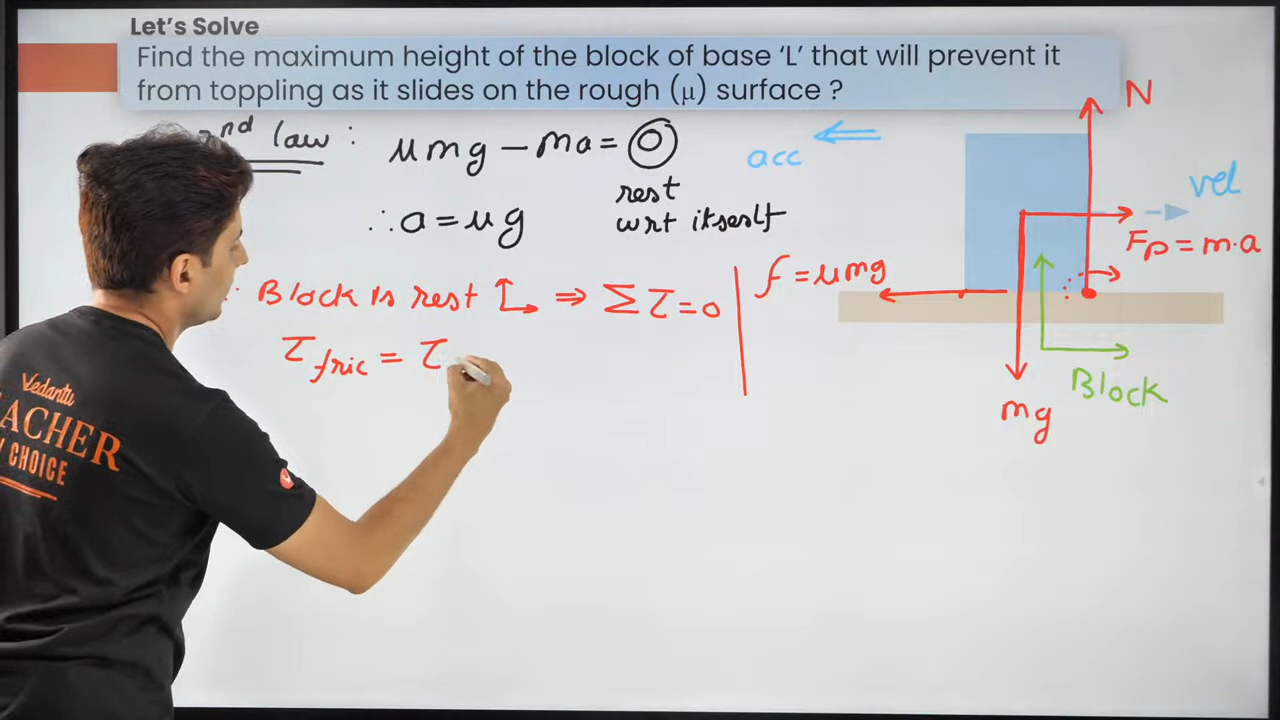 Let's Solve
Find the maximum height of the block of base 'L' that will prevent it
from toppling as it slides on the rough (μ) surface ?
nd law :
μmg - ma = 0
rest
wrt itself
∴ a = μg
acc
N
vel
Fp = m·a
Block is rest ⇒ Στ = 0
f = μmg
τfric = τ
Block
mg
Vedantu
ACHER
Y CHOICE